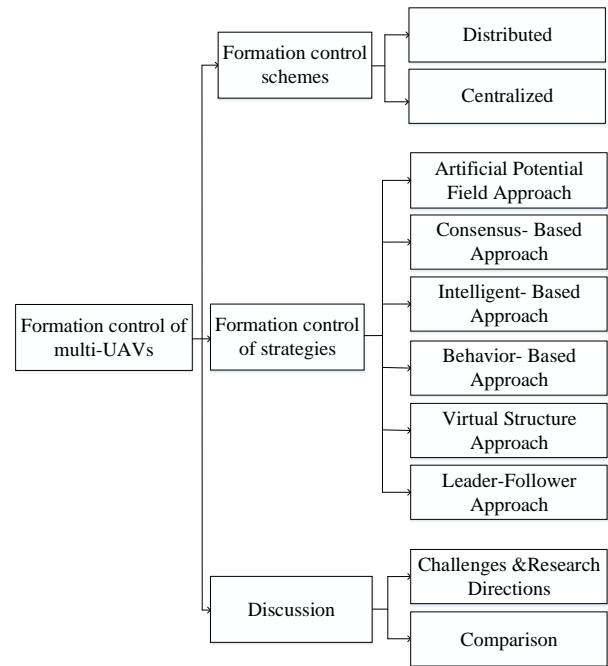 Formation control of
multi-UAVs
Formation control
schemes
Distributed
Centralized
Formation control
of strategies
Artificial Potential
Field Approach
Consensus- Based
Approach
Intelligent- Based
Approach
Behavior- Based
Approach
Virtual Structure
Approach
Leader-Follower
Approach
Discussion
Challenges &Research
Directions
Comparison